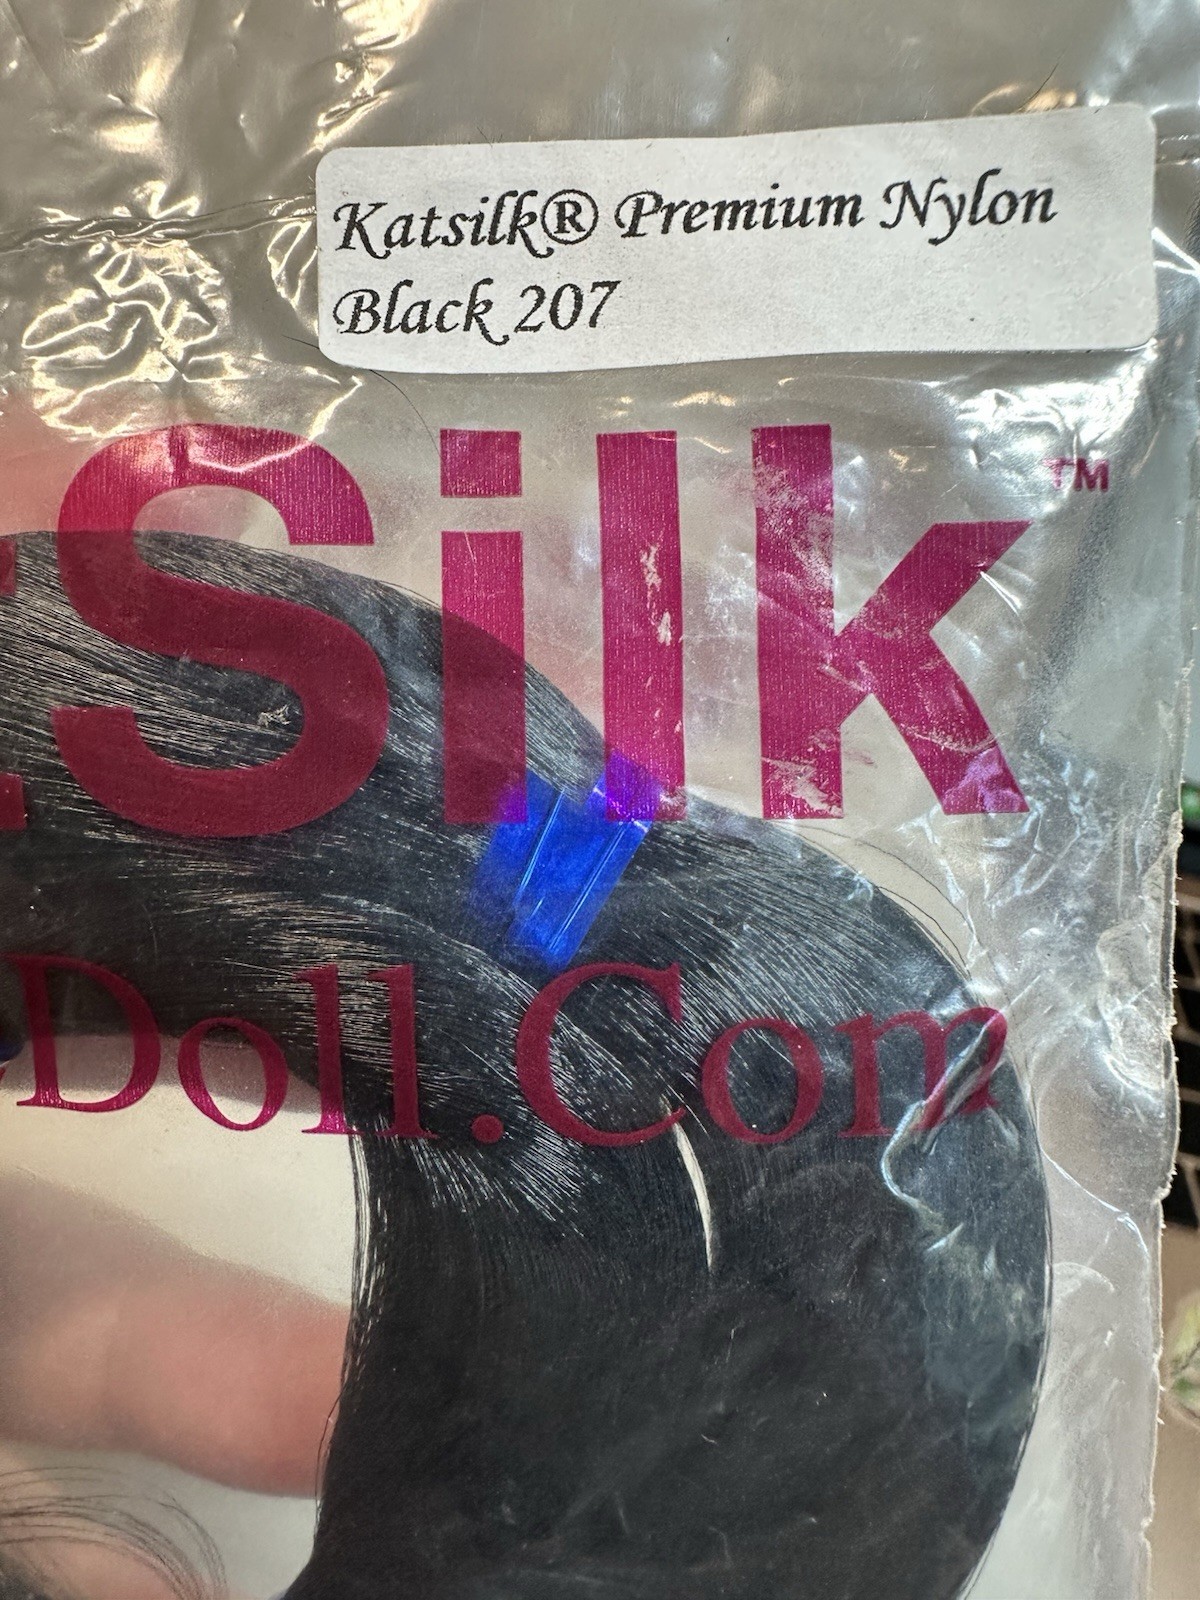 Katsilk® Premium Nylon
Black 207
Silk™
Doll.Com